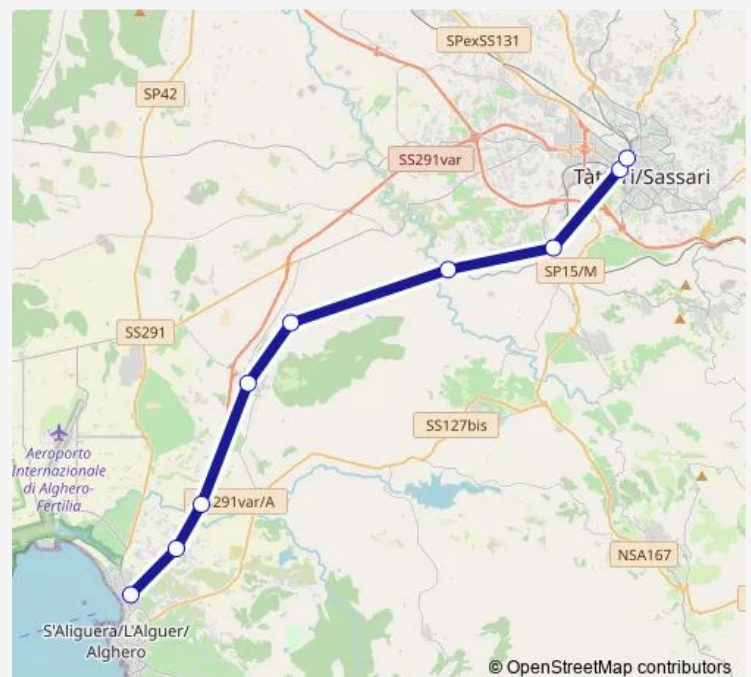 SPexSS131
SP42
SS291var
Tàt ri/Sassari
SP15/M
SS291
SS127bis
Aeroporto
Internazionale
di Alghero-
Fertilia
291var/A
NSA167
S'Aliguera/L'Alguer/
Alghero
© OpenStreetMap contributors